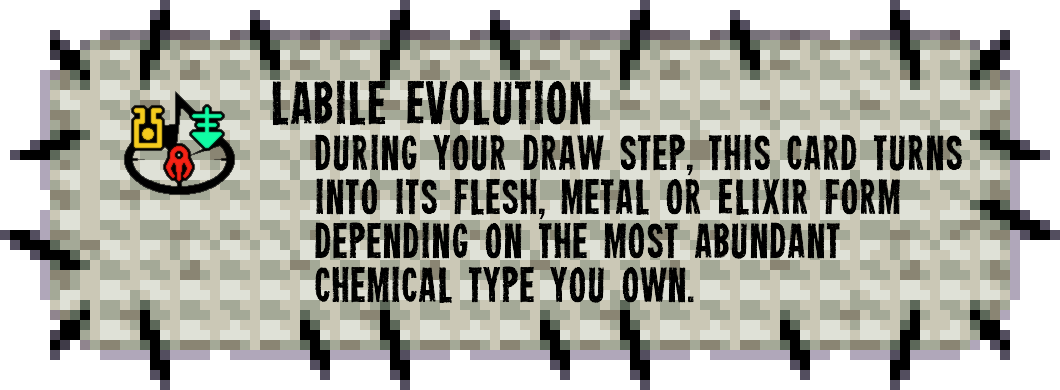 LABILE EVOLUTION
DURING YOUR DRAW STEP, THIS CARD TURNS
INTO ITS FLESH, METAL OR ELIXIR FORM
DEPENDING ON THE MOST ABUNDANT
CHEMICAL TYPE YOU OWN.